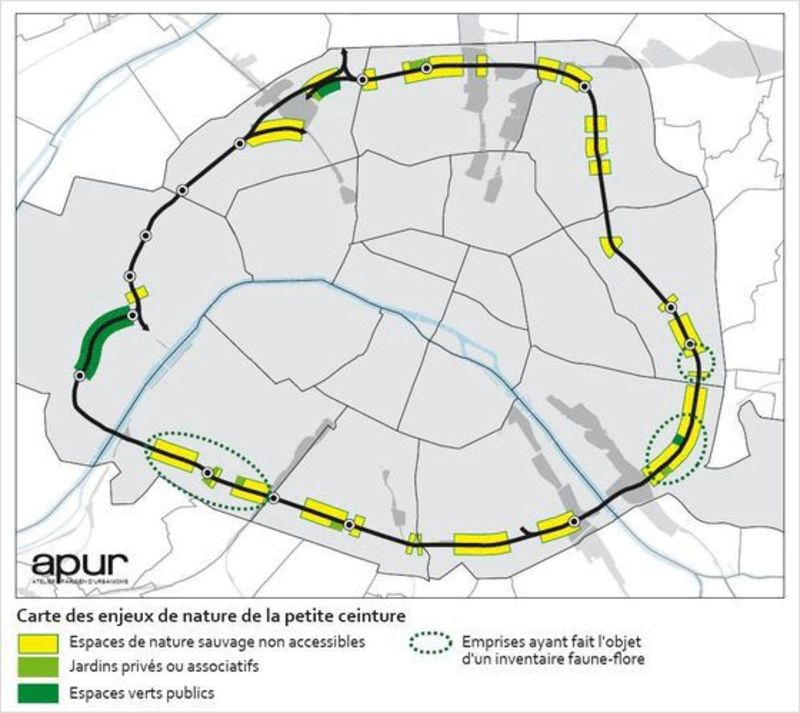 apur
ATELIER PARISIEN D'URBANISME
Carte des enjeux de nature de la petite ceinture
Espaces de nature sauvage non accessibles
Jardins privés ou associatifs
Espaces verts publics
Emprises ayant fait l'objet
d'un inventaire faune-flore